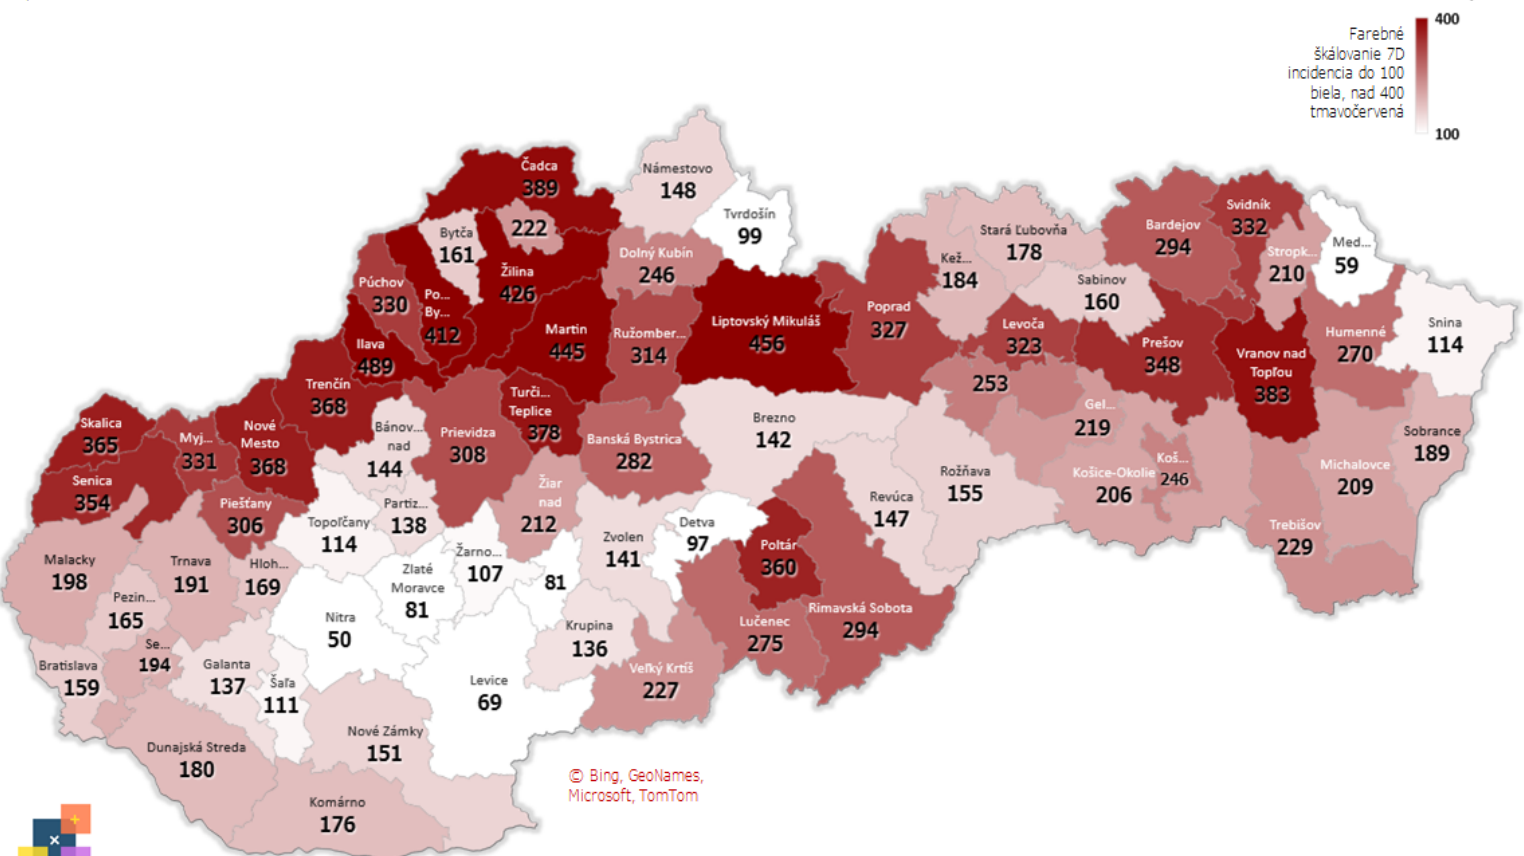 400
Farebné
škálovanie 7D
incidencia do 100
biela, nad 400
tmavočervená
100
Čadca
389
Námestovo
148
Tvrdošín
99
222
Bytča
161
Dolný Kubín
246
Žilina
426
Púchov
330
Po...
By...
412
Ilava
489
Martin
445
Ružomber...
314
Liptovský Mikuláš
456
Poprad
327
Kež...
184
Stará Ľubovňa
178
Sabinov
160
Bardejov
294
Svidník
332
Stropk...
210
Med...
59
Levoča
323
Prešov
348
Vranov nad
Topľou
383
Humenné
270
Snina
114
253
Gel...
219
Trenčín
368
Turči...
Teplice
378
Skalica
365
Myj...
331
Nové
Mesto
368
Bánov...
nad
144
Prievidza
308
Banská Bystrica
282
Brezno
142
Rožňava
155
Košice-Okolie
206
Koš...
246
Michalovce
209
Sobrance
189
Senica
354
Piešťany
306
Topoľčany
114
Partiz...
138
Žiar
nad
212
Revúca
147
Trebišov
229
Malacky
198
Trnava
191
Hloh...
169
Zlaté
Moravce
81
Žarno...
107
81
Zvolen
141
Detva
97
Poltár
360
Pezin...
165
Nitra
50
Krupina
136
Lučenec
275
Rimavská Sobota
294
Bratislava
159
Se...
194
Galanta
137
Šaľa
111
Levice
69
Veľký Krtíš
227
Dunajská Streda
180
Nové Zámky
151
Komárno
176
© Bing, GeoNames,
Microsoft, TomTom